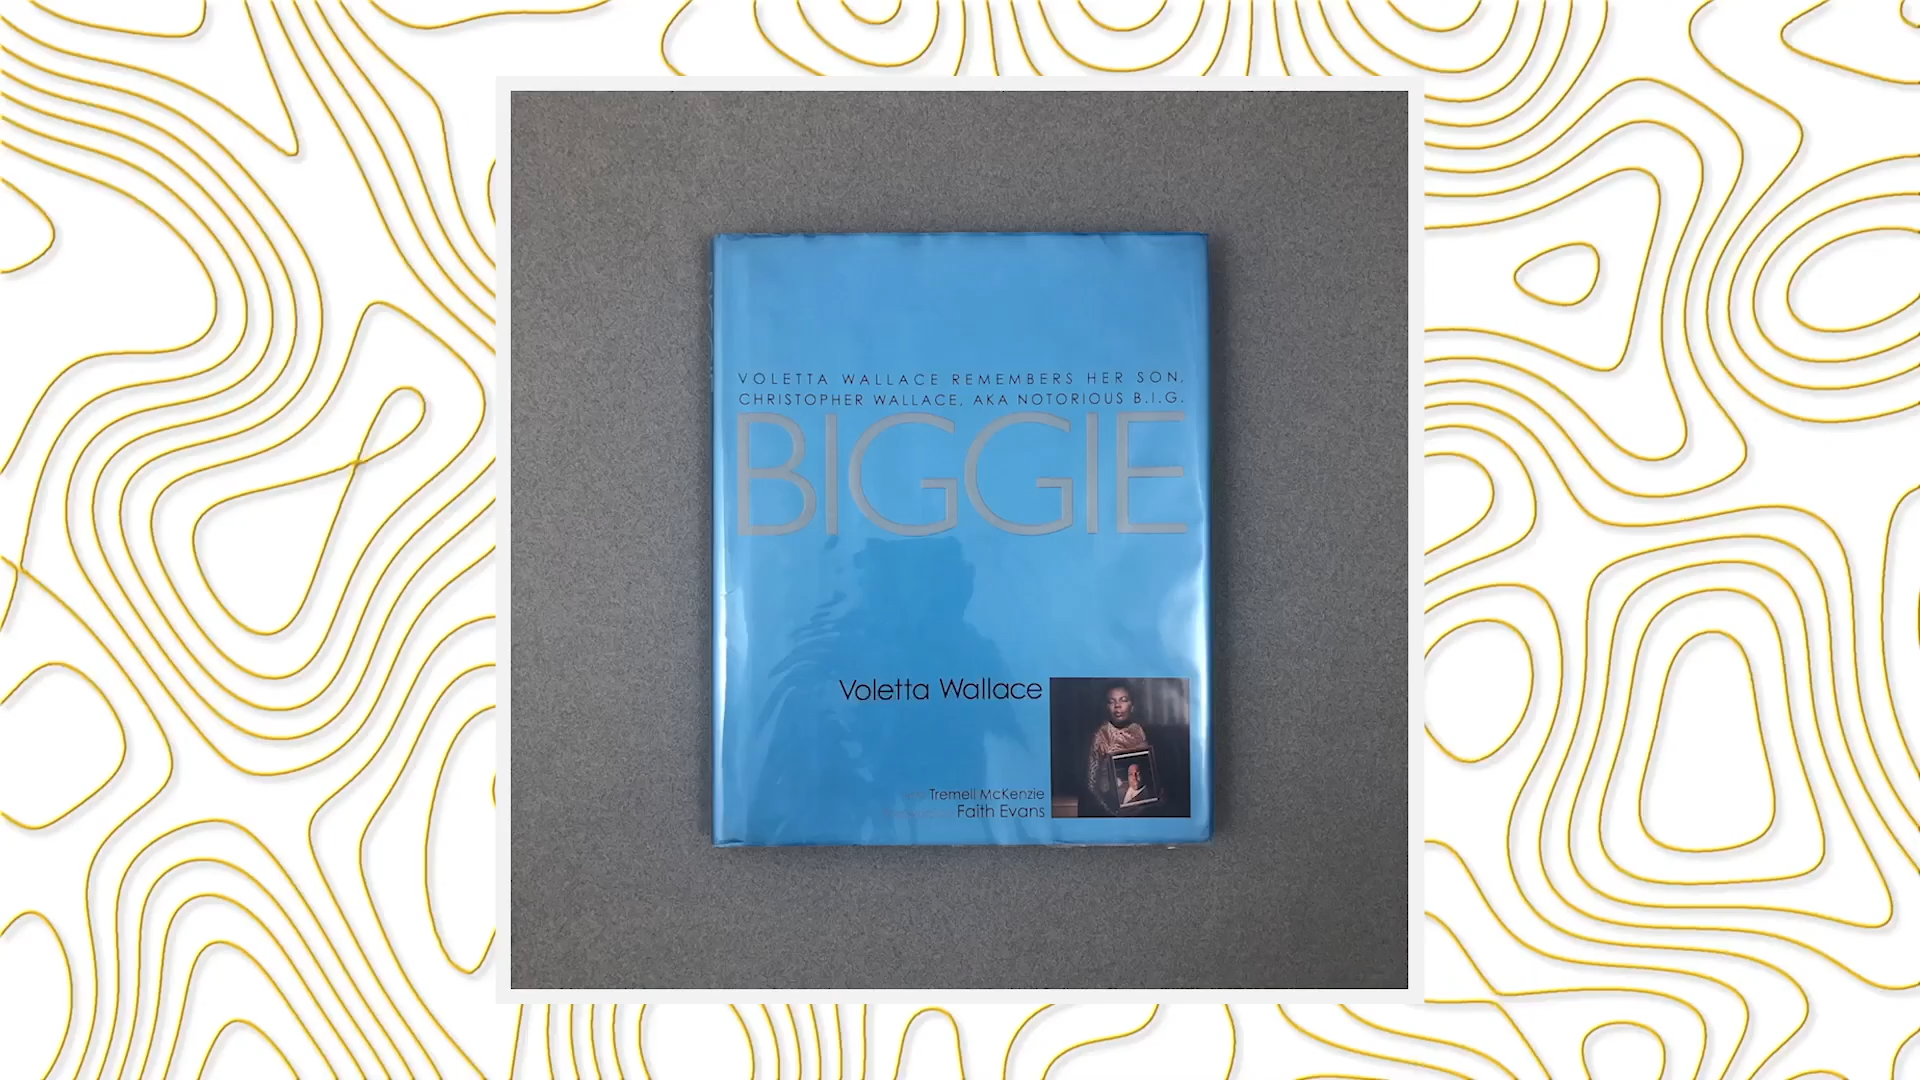 VOLETTA WALLACE REMEMBERS HER SON,
CHRISTOPHER WALLACE, AKA NOTORIOUS B.I.G.
BIGGIE
Voletta Wallace
Tremell McKenzie
Faith Evans